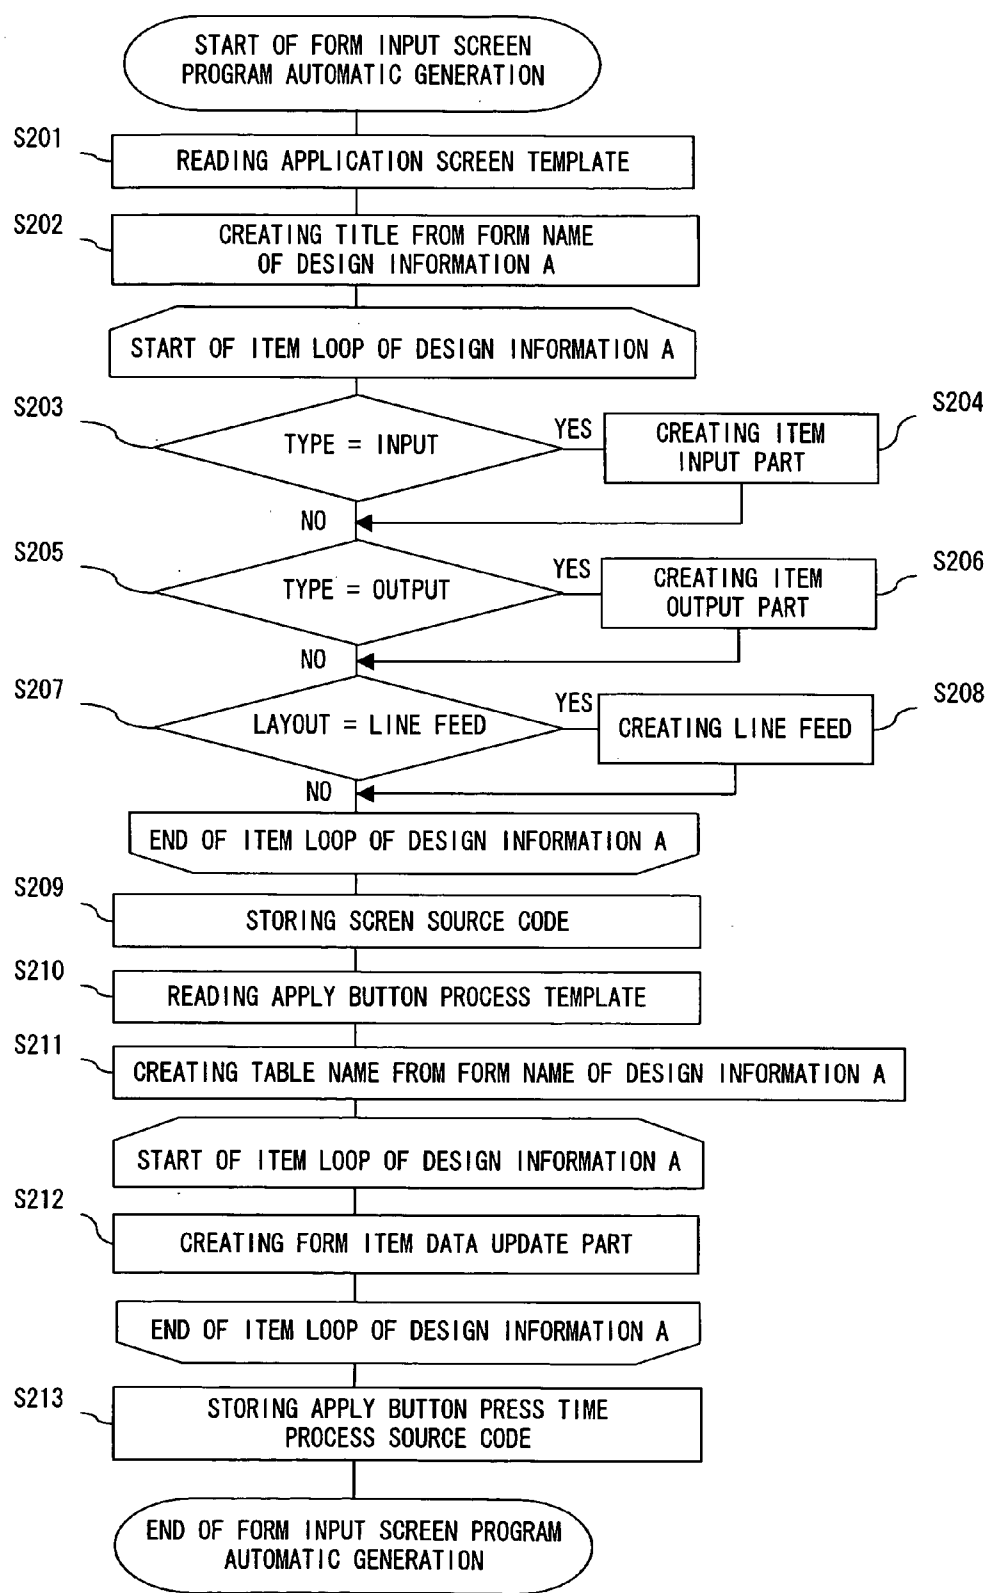 START OF FORM INPUT SCREEN
PROGRAM AUTOMATIC GENERATION
S201
READING APPLICATION SCREEN TEMPLATE
S202
CREATING TITLE FROM FORM NAME
OF DESIGN INFORMATION A
START OF ITEM LOOP OF DESIGN INFORMATION A
S203
TYPE = INPUT
YES
CREATING ITEM
INPUT PART
S204
NO
S205
TYPE = OUTPUT
YES
CREATING ITEM
OUTPUT PART
S206
NO
S207
LAYOUT = LINE FEED
YES
CREATING LINE FEED
S208
NO
END OF ITEM LOOP OF DESIGN INFORMATION A
S209
STORING SCREN SOURCE CODE
S210
READING APPLY BUTTON PROCESS TEMPLATE
S211
CREATING TABLE NAME FROM FORM NAME OF DESIGN INFORMATION A
START OF ITEM LOOP OF DESIGN INFORMATION A
S212
CREATING FORM ITEM DATA UPDATE PART
END OF ITEM LOOP OF DESIGN INFORMATION A
S213
STORING APPLY BUTTON PRESS TIME
PROCESS SOURCE CODE
END OF FORM INPUT SCREEN PROGRAM
AUTOMATIC GENERATION